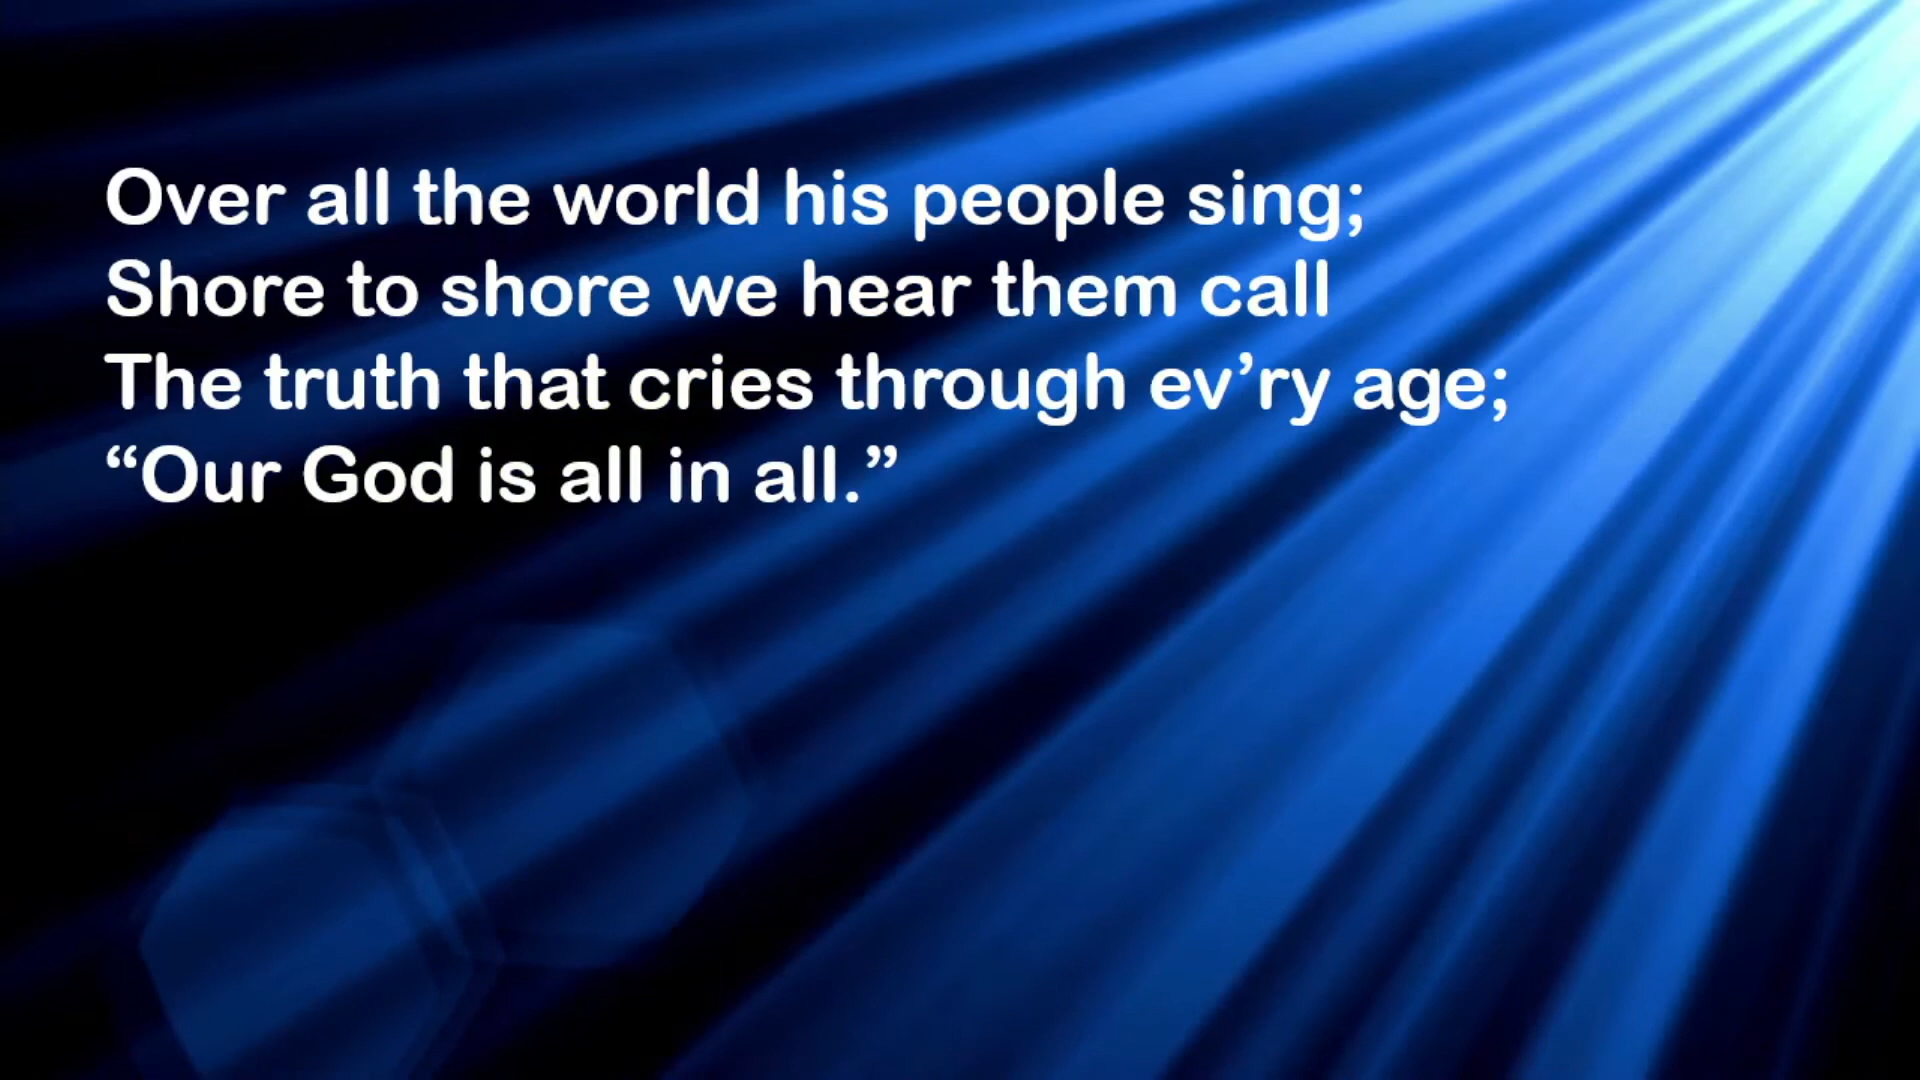 Over all the world his people sing;
Shore to shore we hear them call
The truth that cries through ev’ry age;
“Our God is all in all.”